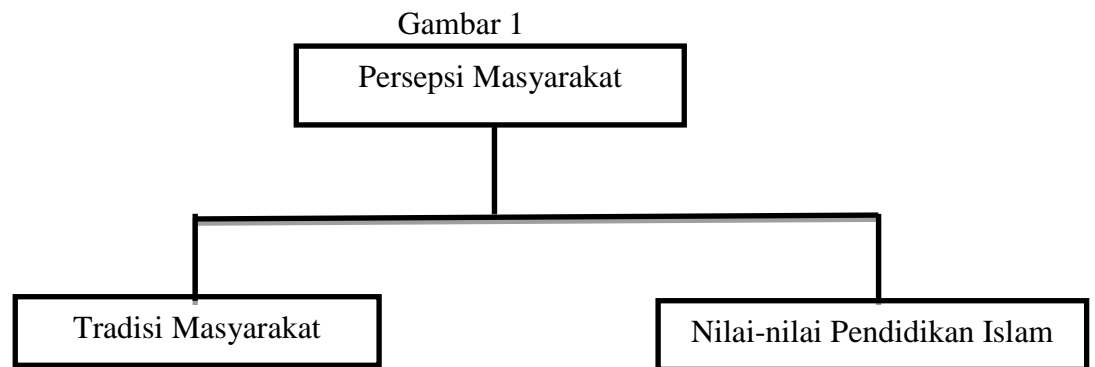 Gambar 1
Persepsi Masyarakat
Tradisi Masyarakat
Nilai-nilai Pendidikan Islam